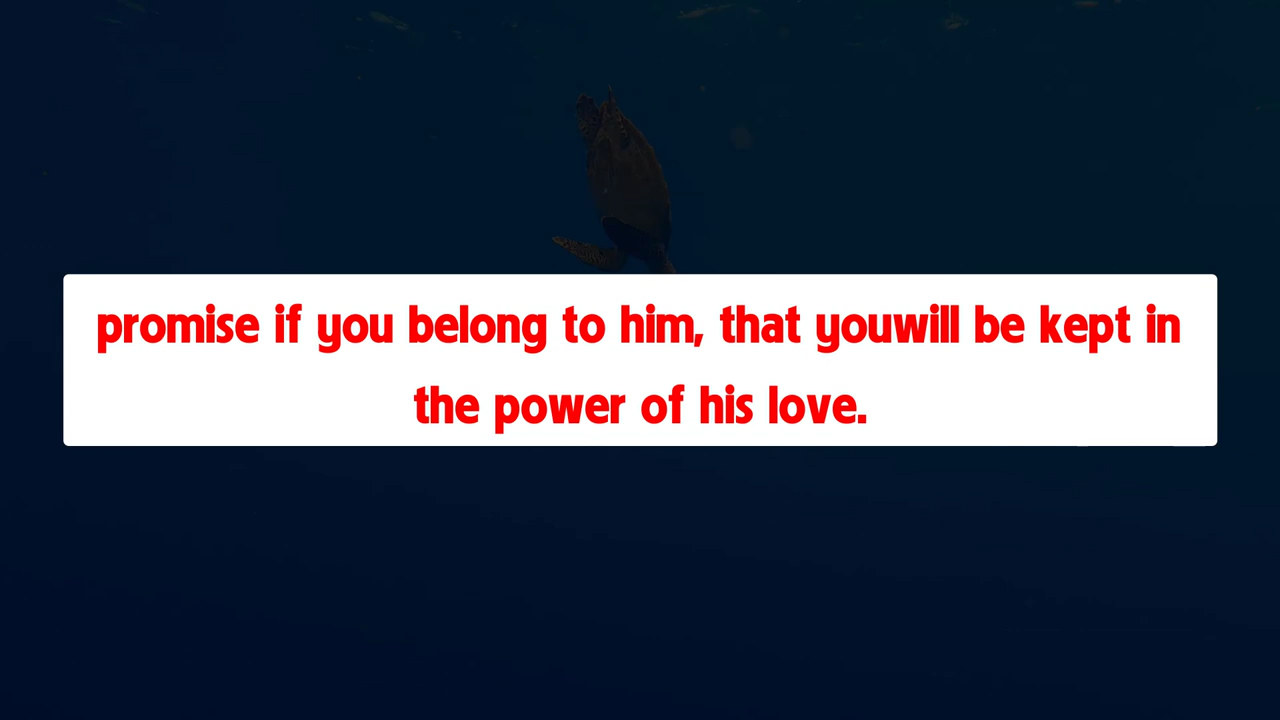 promise if you belong to him, that youwill be kept in
the power of his love.